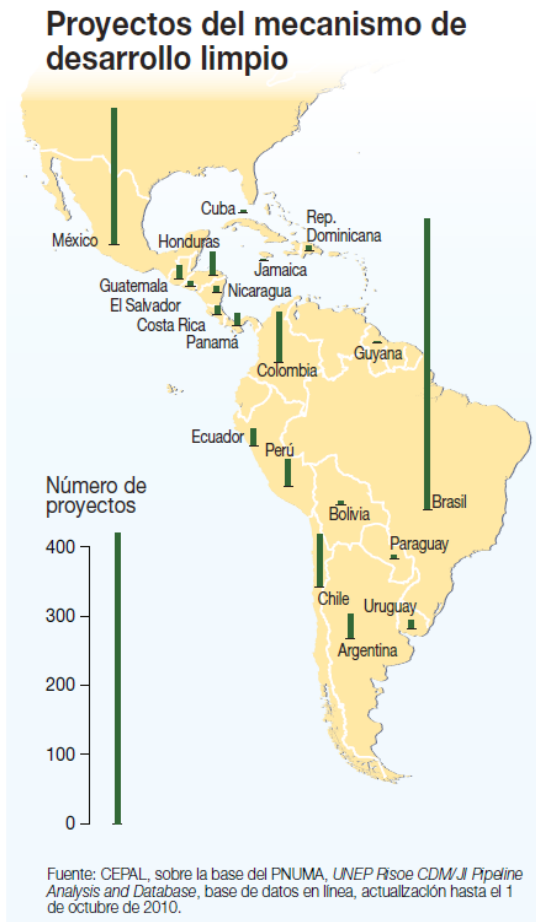 Proyectos del mecanismo de
desarrollo limpio
Cuba
Rep.
Dominicana
México
Honduras
Jamaica
Guatemala
Nicaragua
El Salvador
Costa Rica
Panamá
Guyana
Colombia
Ecuador
Perú
Número de
proyectos
Brasil
Bolivia
Paraguay
400
Chile
Uruguay
300
Argentina
200
100
0
Fuente: CEPAL, sobre la base del PNUMA, UNEP Risoe CDM/JI Pipeline
Analysis and Database, base de datos en línea, actualización hasta el 1
de octubre de 2010.